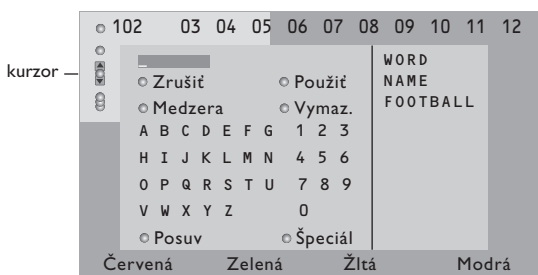 102 03 04 05 06 07 08 09 10 11 12
kurzor
WORD
NAME
FOOTBALL
Zrušiť Použiť
Medzera Vymaz.
A B C D E F G 1 2 3
H I J K L M N 4 5 6
O P Q R S T U 7 8 9
V W X Y Z 0
Posuv Špeciál
Červená Zelená Žltá Modrá